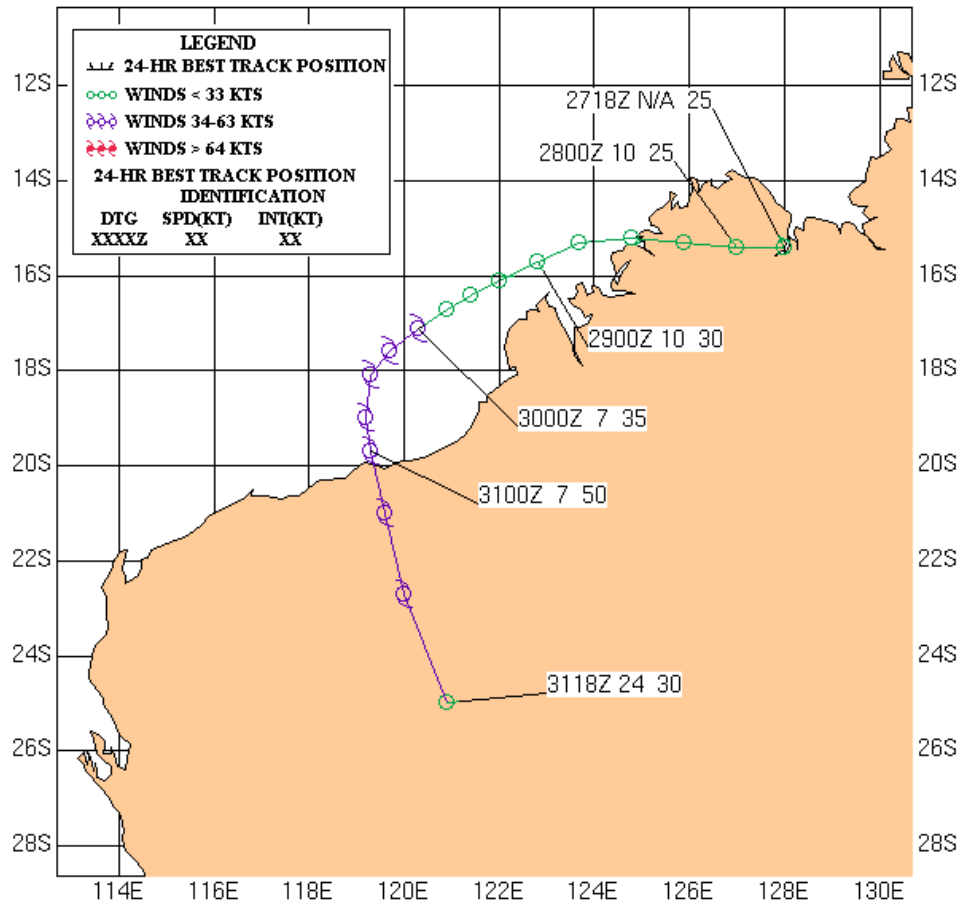 LEGEND
24-HR BEST TRACK POSITION
WINDS < 33 KTS
WINDS 34-63 KTS
WINDS > 64 KTS
24-HR BEST TRACK POSITION
IDENTIFICATION
DTG SPD(KT) INT(KT)
XXXXZ XX XX
2718Z N/A 25
2800Z 10 25
2900Z 10 30
3000Z 7 35
3100Z 7 50
3118Z 24 30
12S 12S
14S 14S
16S 16S
18S 18S
20S 20S
22S 22S
24S 24S
26S 26S
28S 28S
114E 116E 118E 120E 122E 124E 126E 128E 130E